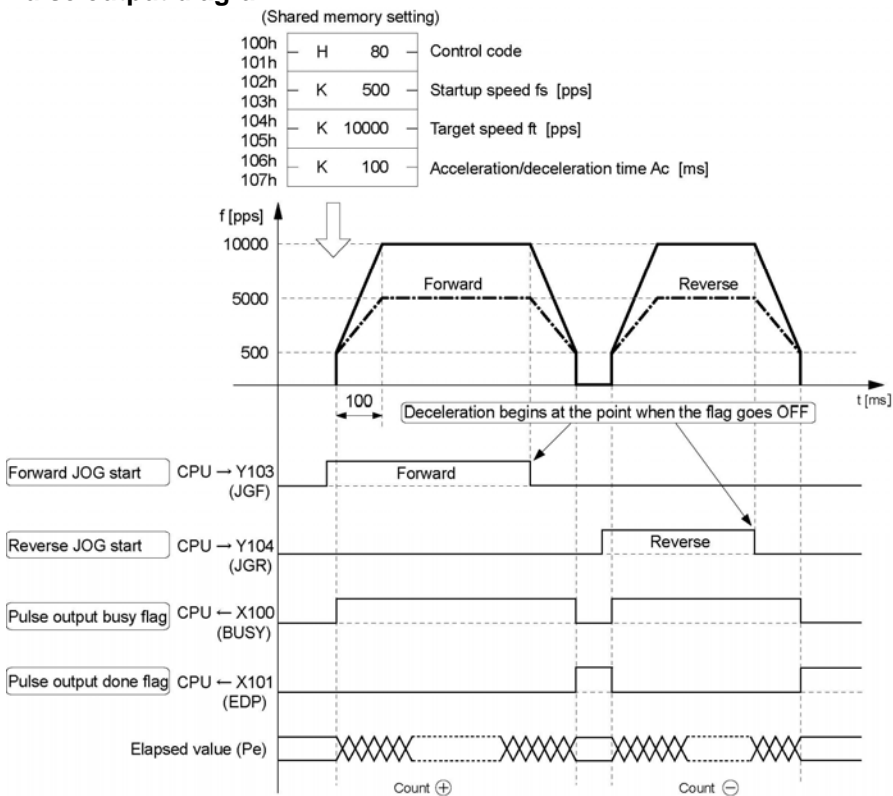 (Shared memory setting)
100h
101h
H 80
Control code
102h
103h
K 500
Startup speed fs [pps]
104h
105h
K 10000
Target speed ft [pps]
106h
107h
K 100
Acceleration/deceleration time Ac [ms]
f [pps]
10000
5000
500
Forward
Reverse
100
t [ms]
Deceleration begins at the point when the flag goes OFF
Forward JOG start CPU → Y103
(JGF)
Forward
Reverse JOG start CPU → Y104
(JGR)
Reverse
Pulse output busy flag CPU ← X100
(BUSY)
Pulse output done flag CPU ← X101
(EDP)
Elapsed value (Pe)
Count ⊕
Count ⊖